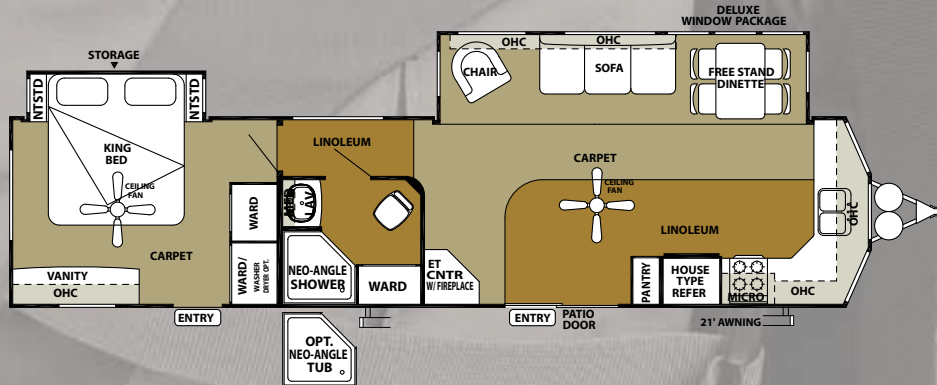 DELUXE
WINDOW PACKAGE
STORAGE
OHC
OHC
CHAIR
SOFA
FREE STAND
DINETTE
NTSTD
NTSTD
KING
BED
CEILING
FAN
LINOLEUM
CARPET
CEILING
FAN
MED
LAV
WARD
CARPET
LINOLEUM
OHC
VANITY
OHC
WARD/
WASHER
DRYER OPT.
NEO-ANGLE
SHOWER
WARD
ET
CNTR
W/ FIREPLACE
PANTRY
HOUSE
TYPE
REFER
MICRO
OHC
ENTRY
ENTRY
PATIO
DOOR
21' AWNING
OPT.
NEO-ANGLE
TUB